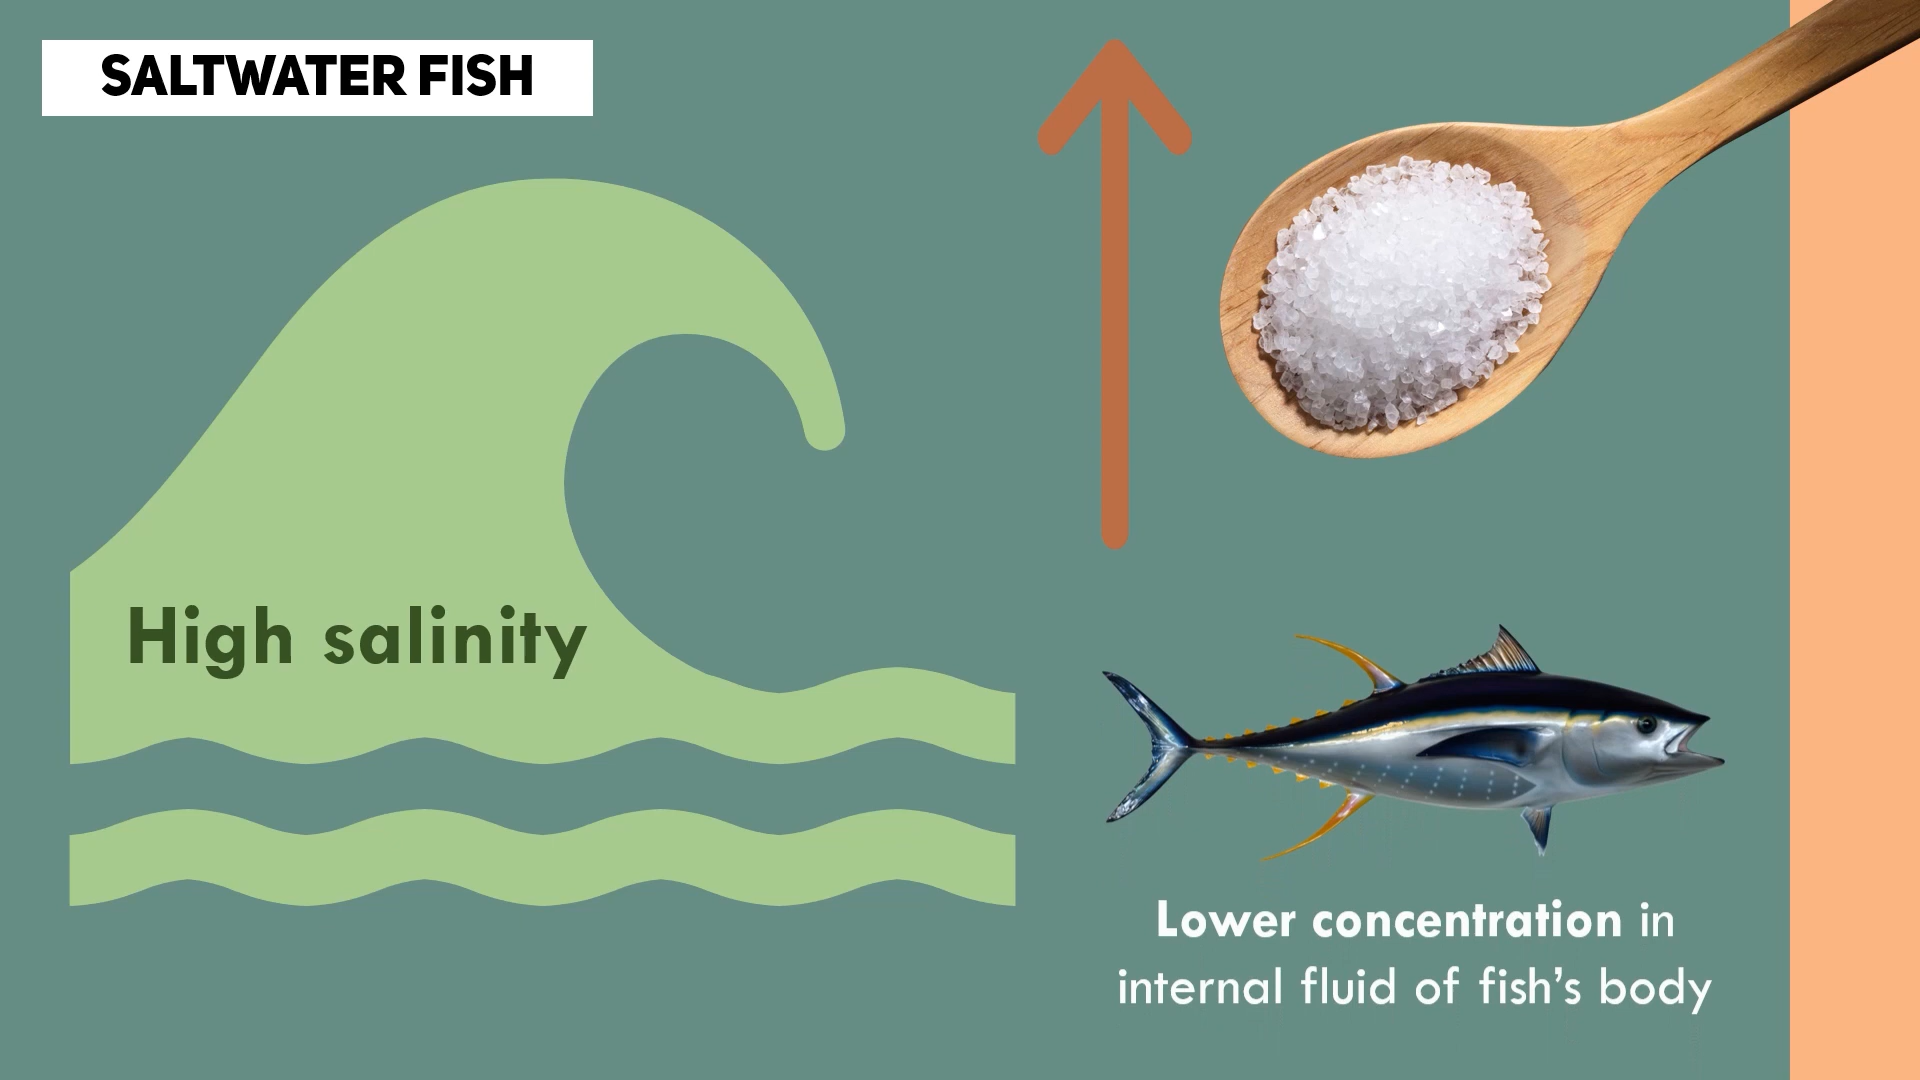 SALTWATER FISH
High salinity
Lower concentration in
internal fluid of fish’s body